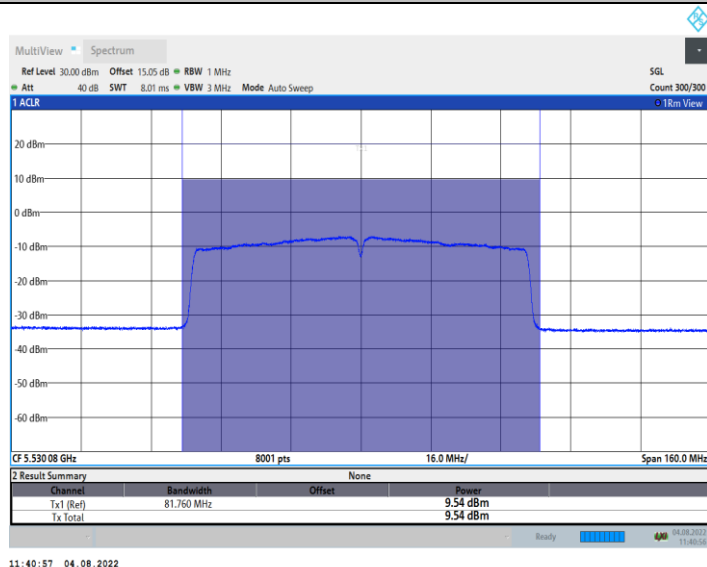 MultiView Spectrum
Ref Level 30.00 dBm Offset 15.05 dB RBW 1 MHz SGL
Att 40 dB SWT 8.01 ms VBW 3 MHz Mode Auto Sweep Count 300/300
1 ACLR 1Rm View
20 dBm
10 dBm
0 dBm
-10 dBm
-20 dBm
-30 dBm
-40 dBm
-50 dBm
-60 dBm
CF 5.530 08 GHz 8001 pts 16.0 MHz/ Span 160.0 MHz
2 Result Summary None
Channel Bandwidth Offset Power
Tx1 (Ref) 81.760 MHz 9.54 dBm
Tx Total 9.54 dBm
Ready 04.08.2022
11:40:56
11:40:57 04.08.2022